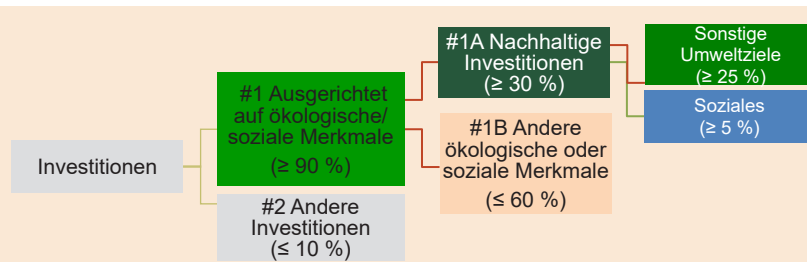 Investitionen
#1 Ausgerichtet
auf ökologische/
soziale Merkmale
(≥ 90 %)
#2 Andere
Investitionen
(≤ 10 %)
#1A Nachhaltige
Investitionen
(≥ 30 %)
#1B Andere
ökologische oder
soziale Merkmale
(≤ 60 %)
Sonstige
Umweltziele
(≥ 25 %)
Soziales
(≥ 5 %)